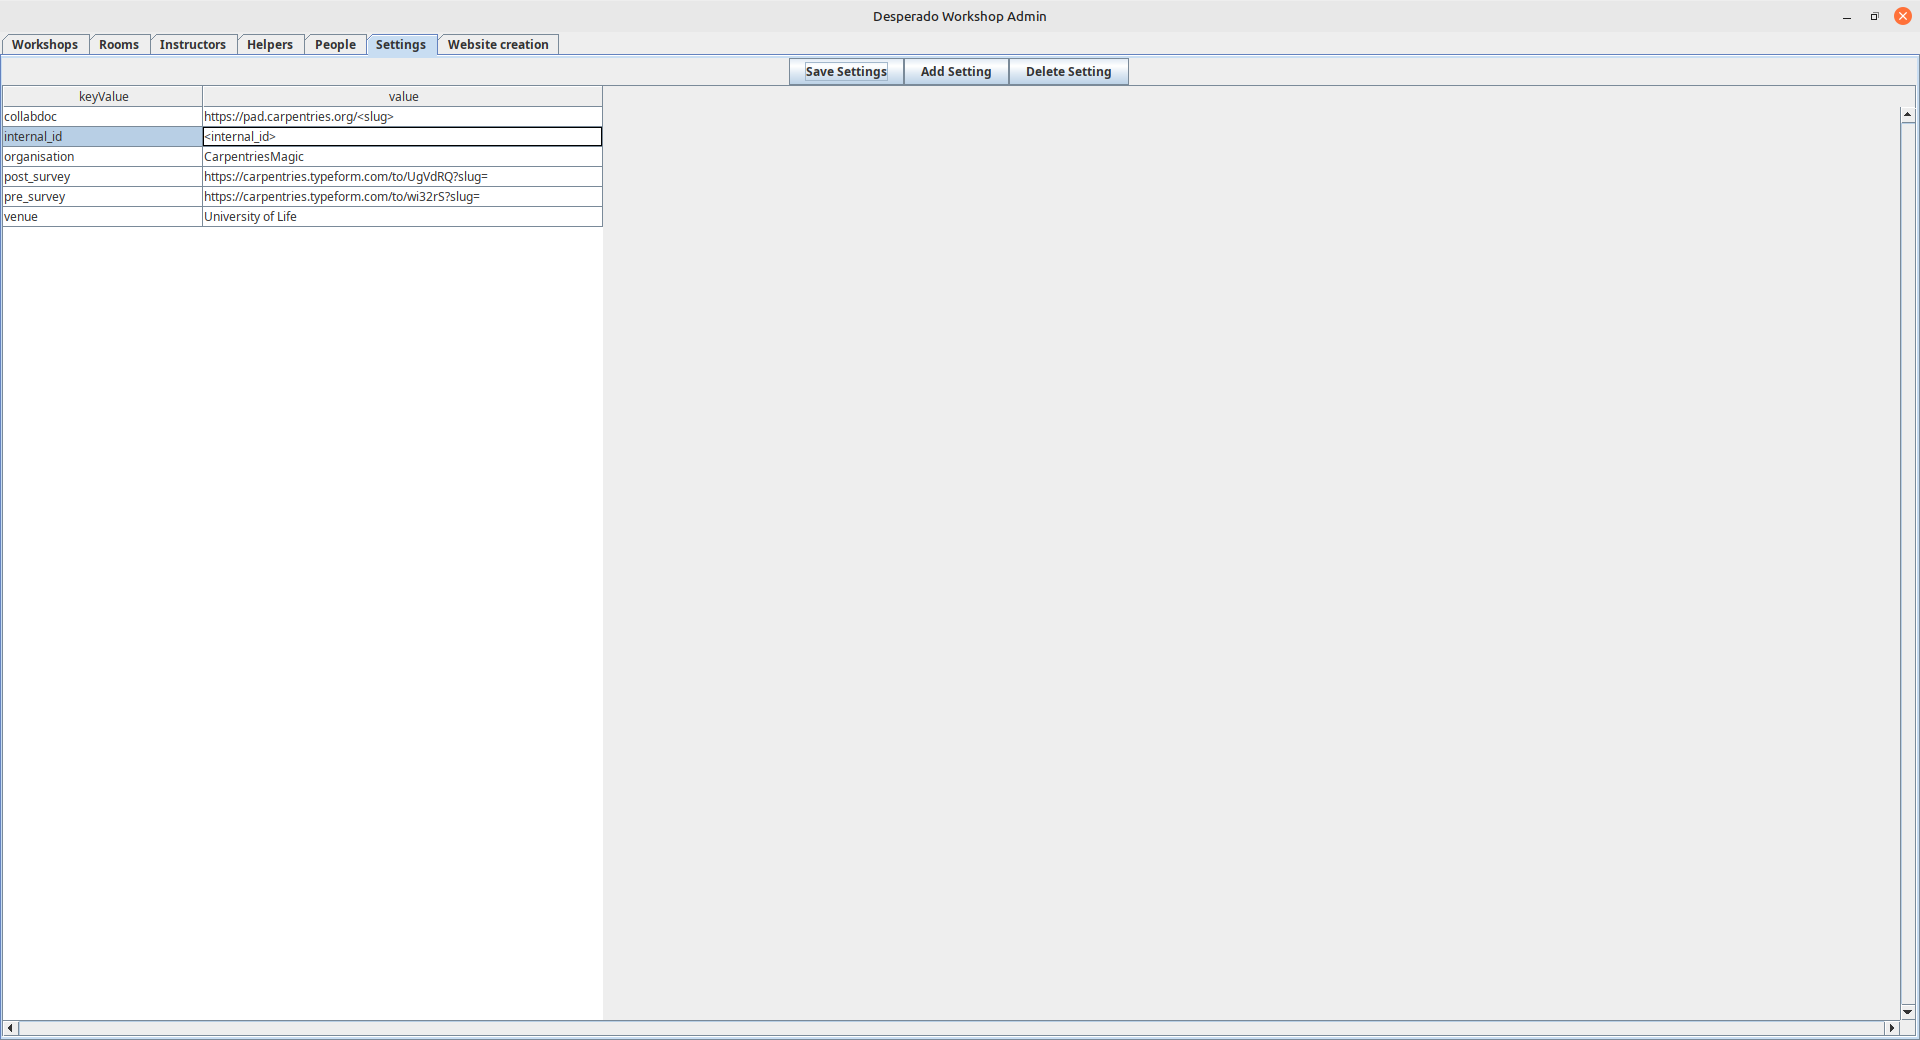 Desperado Workshop Admin
Workshops Rooms Instructors Helpers People Settings Website creation
Save Settings Add Setting Delete Setting
keyValue value
collabdoc https://pad.carpentries.org/<slug>
internal_id <internal_id>
organisation CarpentriesMagic
post_survey https://carpentries.typeform.com/to/UgVdRQ?slug=
pre_survey https://carpentries.typeform.com/to/wi32rS?slug=
venue University of Life